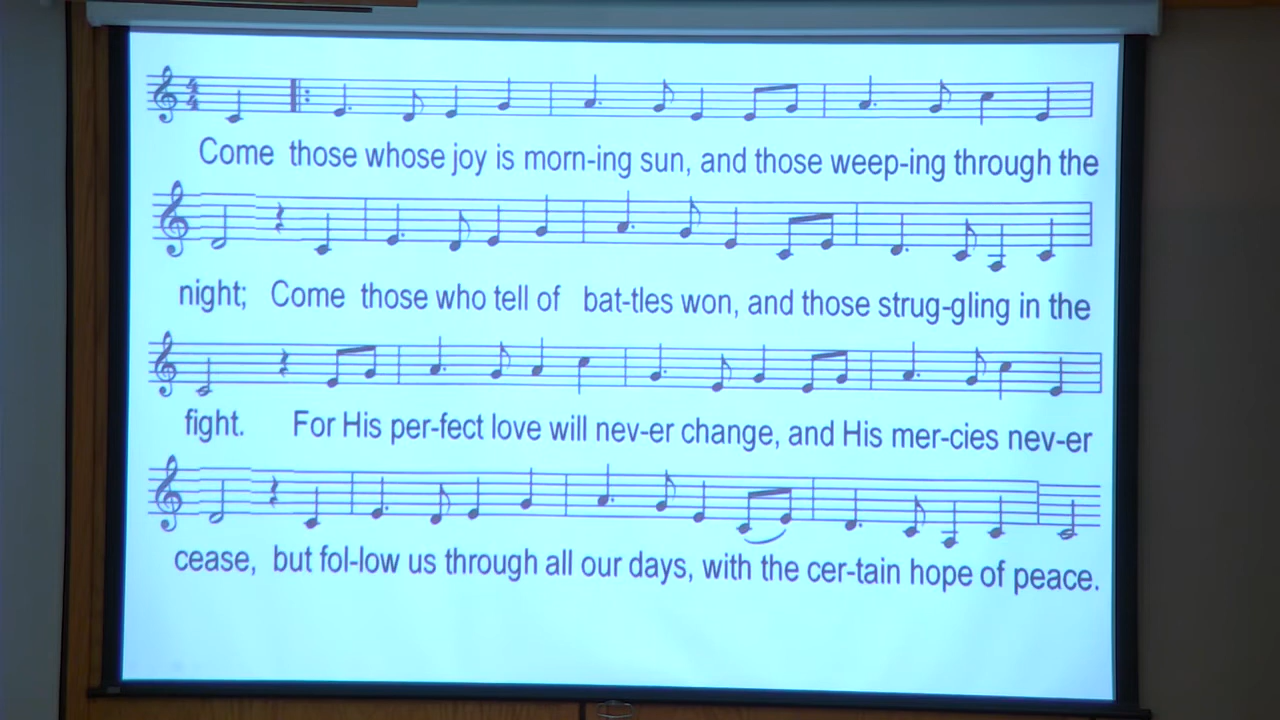 Come those whose joy is morn-ing sun, and those weep-ing through the
night; Come those who tell of bat-tles won, and those strug-gling in the
fight. For His per-fect love will nev-er change, and His mer-cies nev-er
cease, but fol-low us through all our days, with the cer-tain hope of peace.